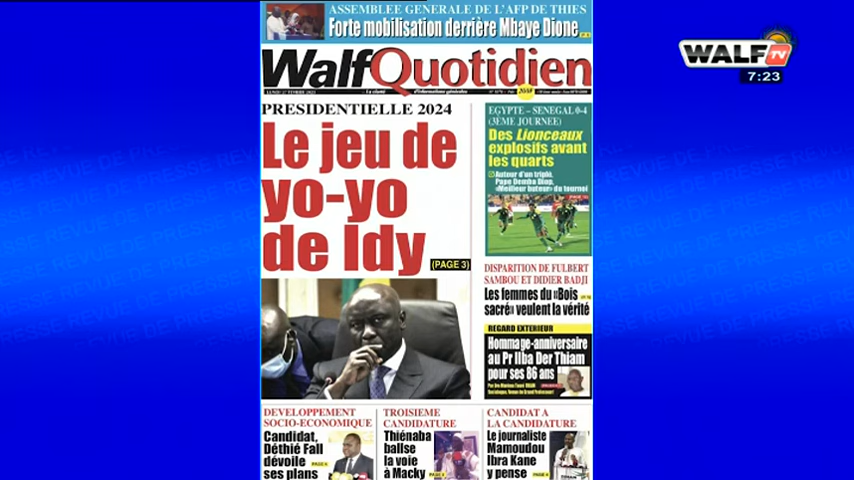 ASSEMBLEE GENERALE DE L'AFP DE THIES
Forte mobilisation derrière Mbaye Dione
WALF TV
7:23
WalfQuotidien
PRESIDENTIELLE 2024
Le jeu de
yo-yo
de Idy
(PAGE 3)
EGYPTE – SENEGAL 0-4
(3ÈME JOURNEE)
Des Lionceaux
explosifs avant
les quarts
Auteur d'un triplé,
Pape Demba Diop,
«Meilleur buteur» du tournoi
DISPARITION DE FULBERT
SAMBOU ET DIDIER BADJI
Les femmes du «Bois
sacré» veulent la vérité
REGARD EXTERIEUR
Hommage-anniversaire
au Pr Iba Der Thiam
pour ses 86 ans
DEVELOPPEMENT
SOCIO-ECONOMIQUE
Candidat,
Déthié Fall
dévoile
ses plans
TROISIEME
CANDIDATURE
Thiénaba
balise
la voie
à Macky
CANDIDAT A
LA CANDIDATURE
Le journaliste
Mamoudou
Ibra Kane
y pense
REVUE DE PRESSE